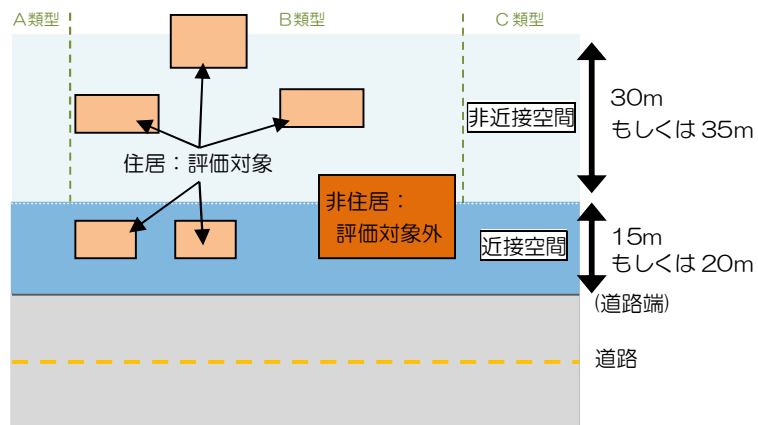 A類型
B類型
C類型
30m
もしくは35m
非近接空間
住居：評価対象
非住居：
評価対象外
近接空間
15m
もしくは20m
(道路端)
道路